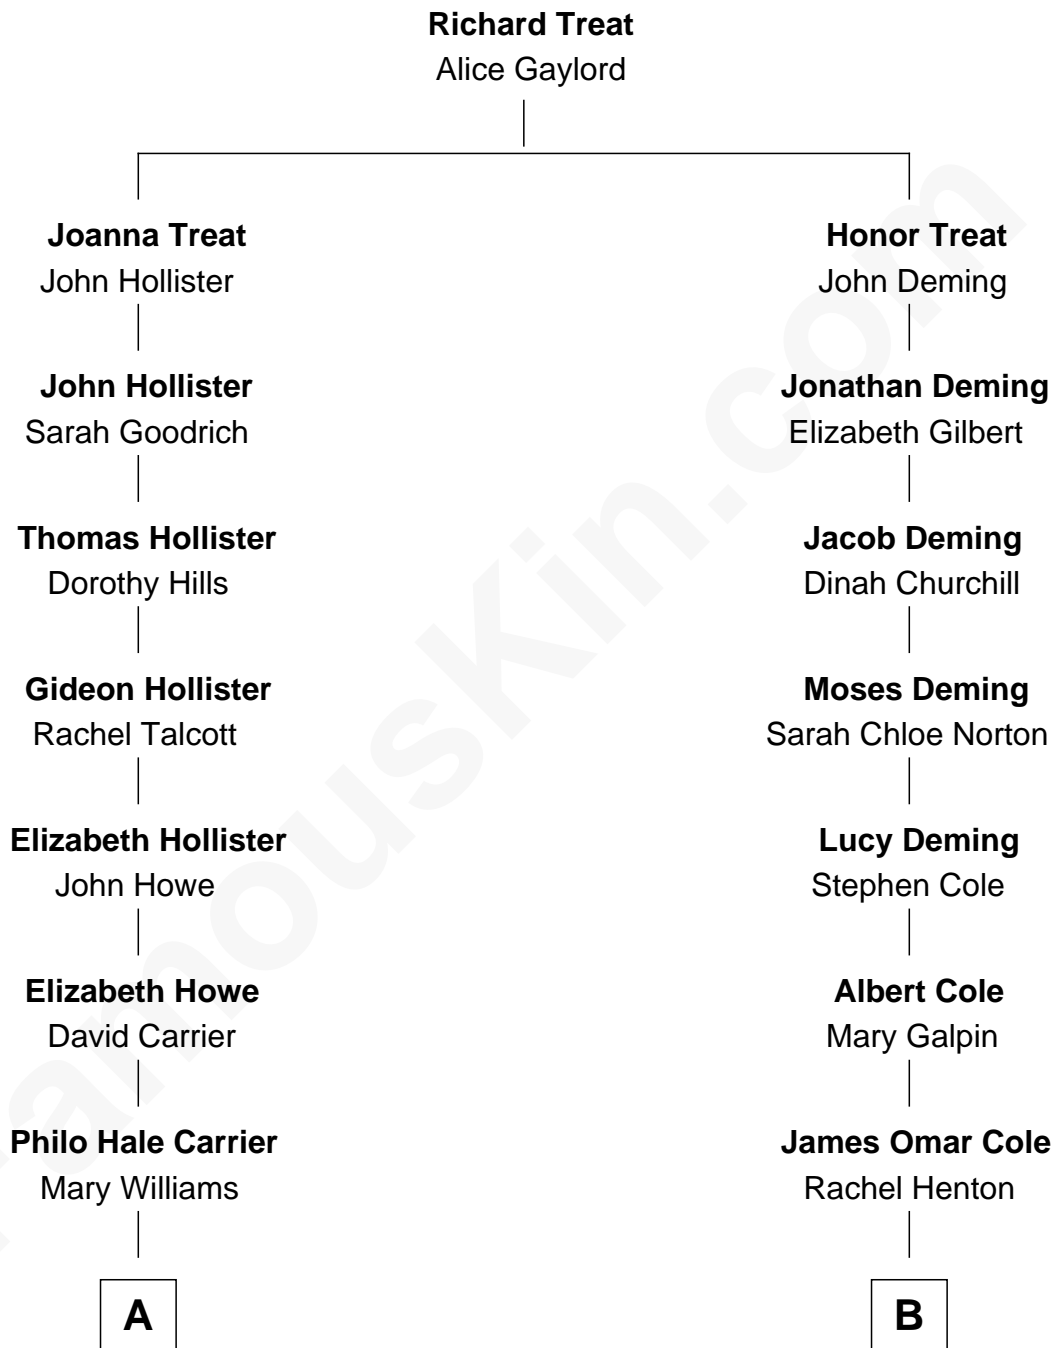 Richard Treat
Alice Gaylord
Joanna Treat
John Hollister
Honor Treat
John Deming
John Hollister
Sarah Goodrich
Jonathan Deming
Elizabeth Gilbert
Thomas Hollister
Dorothy Hills
Jacob Deming
Dinah Churchill
Gideon Hollister
Rachel Talcott
Moses Deming
Sarah Chloe Norton
Elizabeth Hollister
John Howe
Lucy Deming
Stephen Cole
Elizabeth Howe
David Carrier
Albert Cole
Mary Galpin
Philo Hale Carrier
Mary Williams
James Omar Cole
Rachel Henton
A
B
FamousKin.com